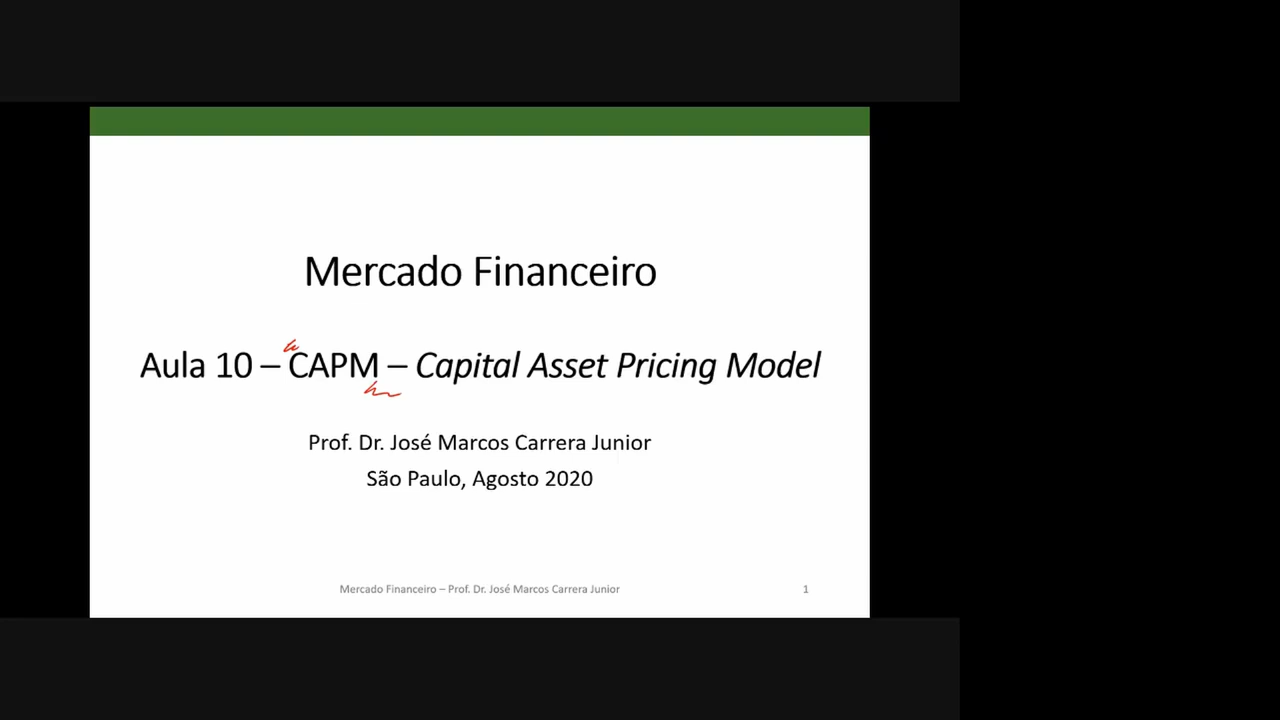 Mercado Financeiro
Aula 10 – CAPM – Capital Asset Pricing Model
Prof. Dr. José Marcos Carrera Junior
São Paulo, Agosto 2020
Mercado Financeiro – Prof. Dr. José Marcos Carrera Junior 1